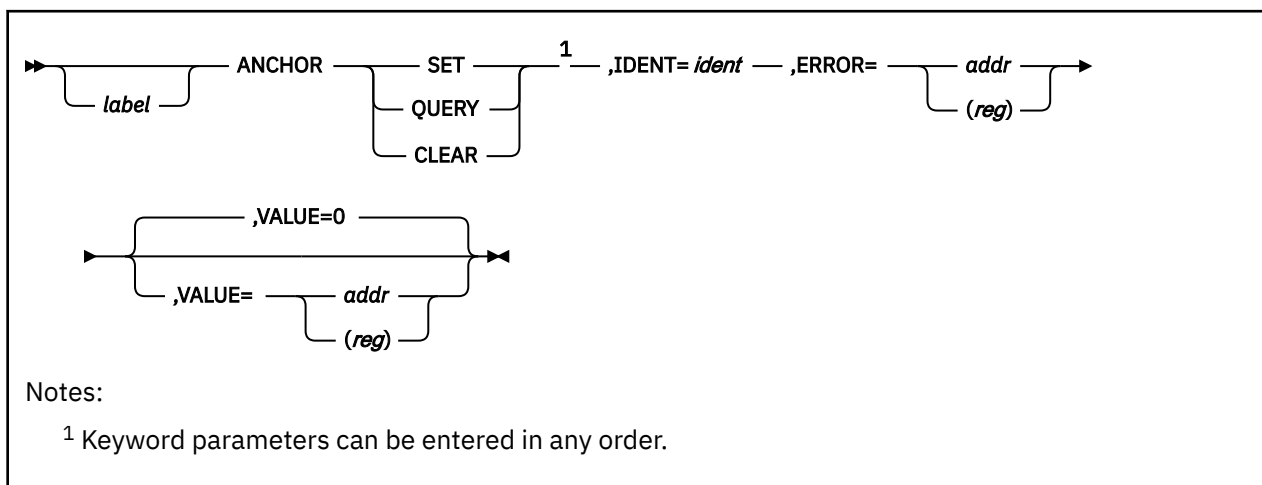 label ANCHOR SET QUERY CLEAR 1 ,IDENT= ident ,ERROR= addr (reg)
,VALUE=0
,VALUE= addr (reg)
Notes:
1 Keyword parameters can be entered in any order.